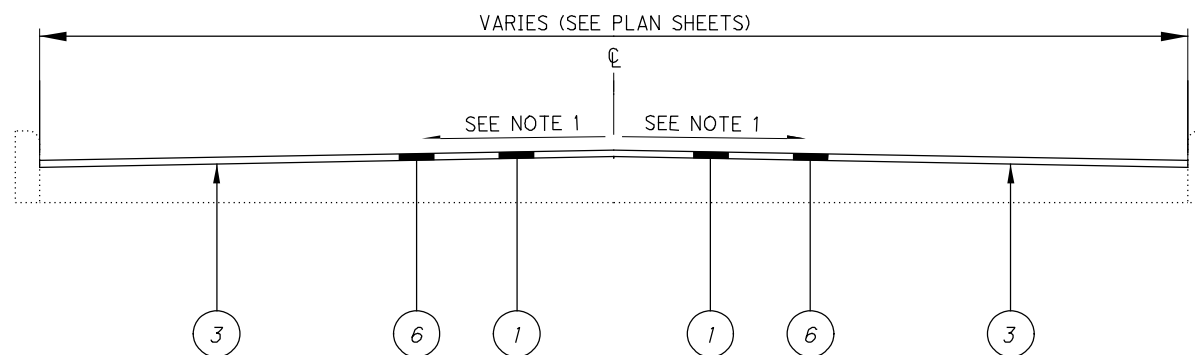 VARIES (SEE PLAN SHEETS)
℄
SEE NOTE 1 SEE NOTE 1
3 6 1 1 6 3